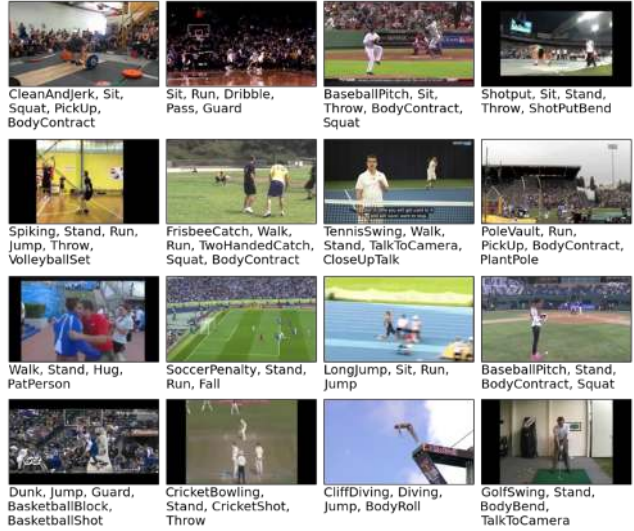 CleanAndJerk, Sit,
Squat, PickUp,
BodyContract
Sit, Run, Dribble,
Pass, Guard
BaseballPitch, Sit,
Throw, BodyContract,
Squat
Shotput, Sit, Stand,
Throw, ShotPutBend
Spiking, Stand, Run,
Jump, Throw,
VolleyballSet
FrisbeeCatch, Walk,
Run, TwoHandedCatch,
Squat, BodyContract
TennisSwing, Walk,
Stand, TalkToCamera,
CloseUpTalk
PoleVault, Run,
PickUp, BodyContract,
PlantPole
Walk, Stand, Hug,
PatPerson
SoccerPenalty, Stand,
Run, Fall
LongJump, Sit, Run,
Jump
BaseballPitch, Stand,
BodyContract, Squat
Dunk, Jump, Guard,
BasketballBlock,
BasketballShot
CricketBowling,
Stand, CricketShot,
Throw
CliffDiving, Diving,
Jump, BodyRoll
GolfSwing, Stand,
BodyBend,
TalkToCamera